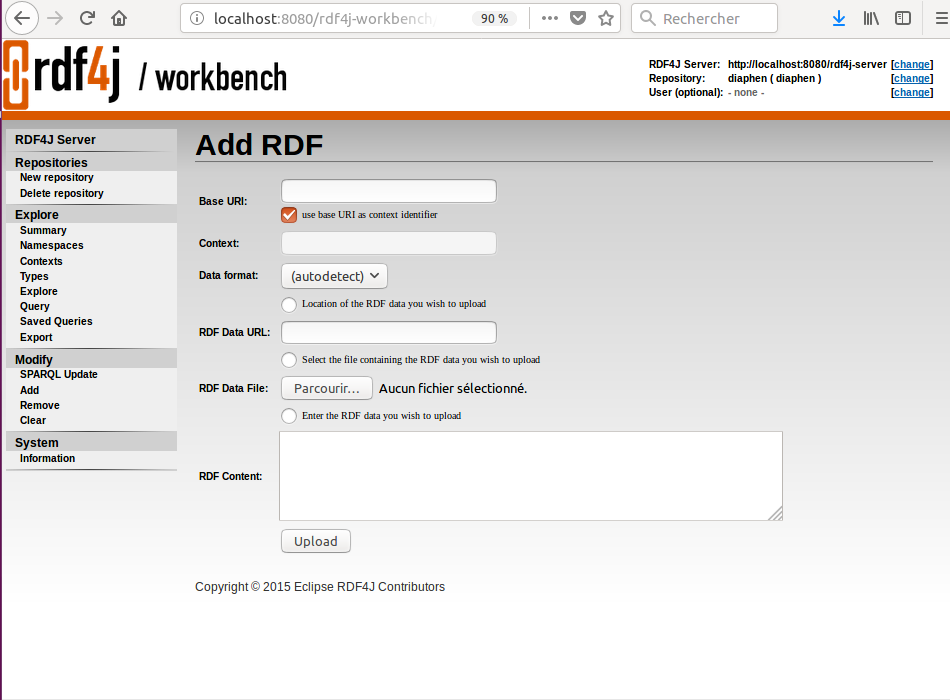 localhost:8080/rdf4j-workbench/
90 %
Rechercher
rdf4j / workbench
RDF4J Server: http://localhost:8080/rdf4j-server [change]
Repository: diaphen ( diaphen ) [change]
User (optional): - none - [change]
RDF4J Server
Repositories
New repository
Delete repository
Explore
Summary
Namespaces
Contexts
Types
Explore
Query
Saved Queries
Export
Modify
SPARQL Update
Add
Remove
Clear
System
Information
Add RDF
Base URI:
use base URI as context identifier
Context:
Data format: (autodetect)
Location of the RDF data you wish to upload
RDF Data URL:
Select the file containing the RDF data you wish to upload
RDF Data File: Parcourir... Aucun fichier sélectionné.
Enter the RDF data you wish to upload
RDF Content:
Upload
Copyright © 2015 Eclipse RDF4J Contributors